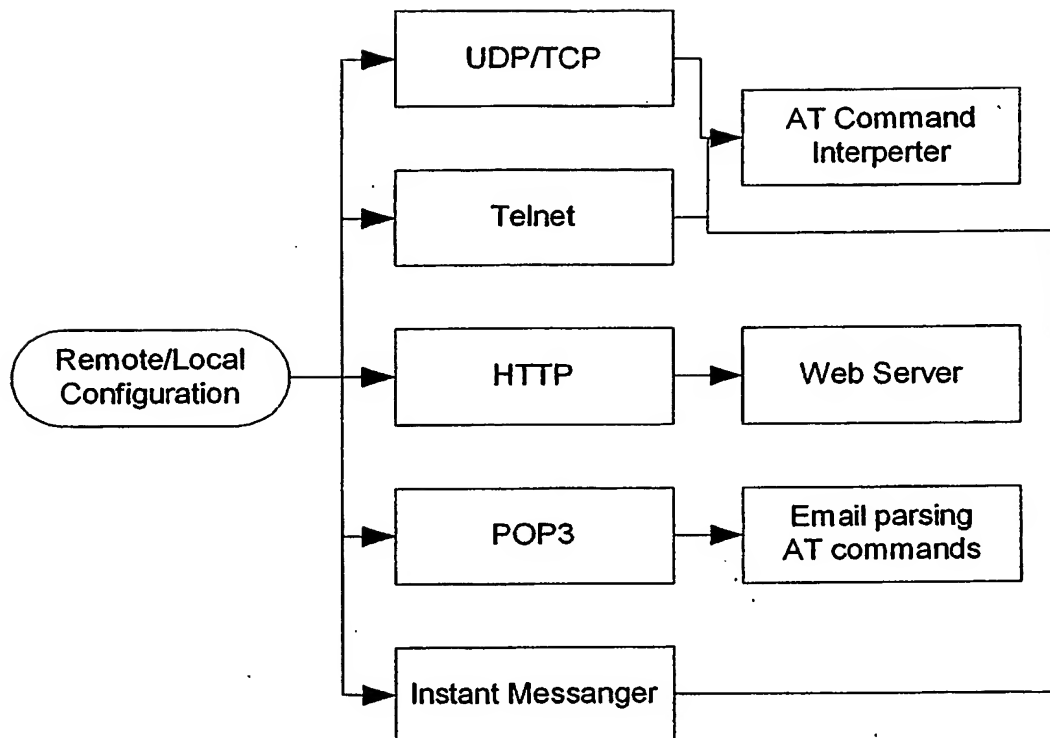 UDP/TCP
AT Command
Interperter
Telnet
Remote/Local
Configuration
HTTP
Web Server
POP3
Email parsing
AT commands
Instant Messanger